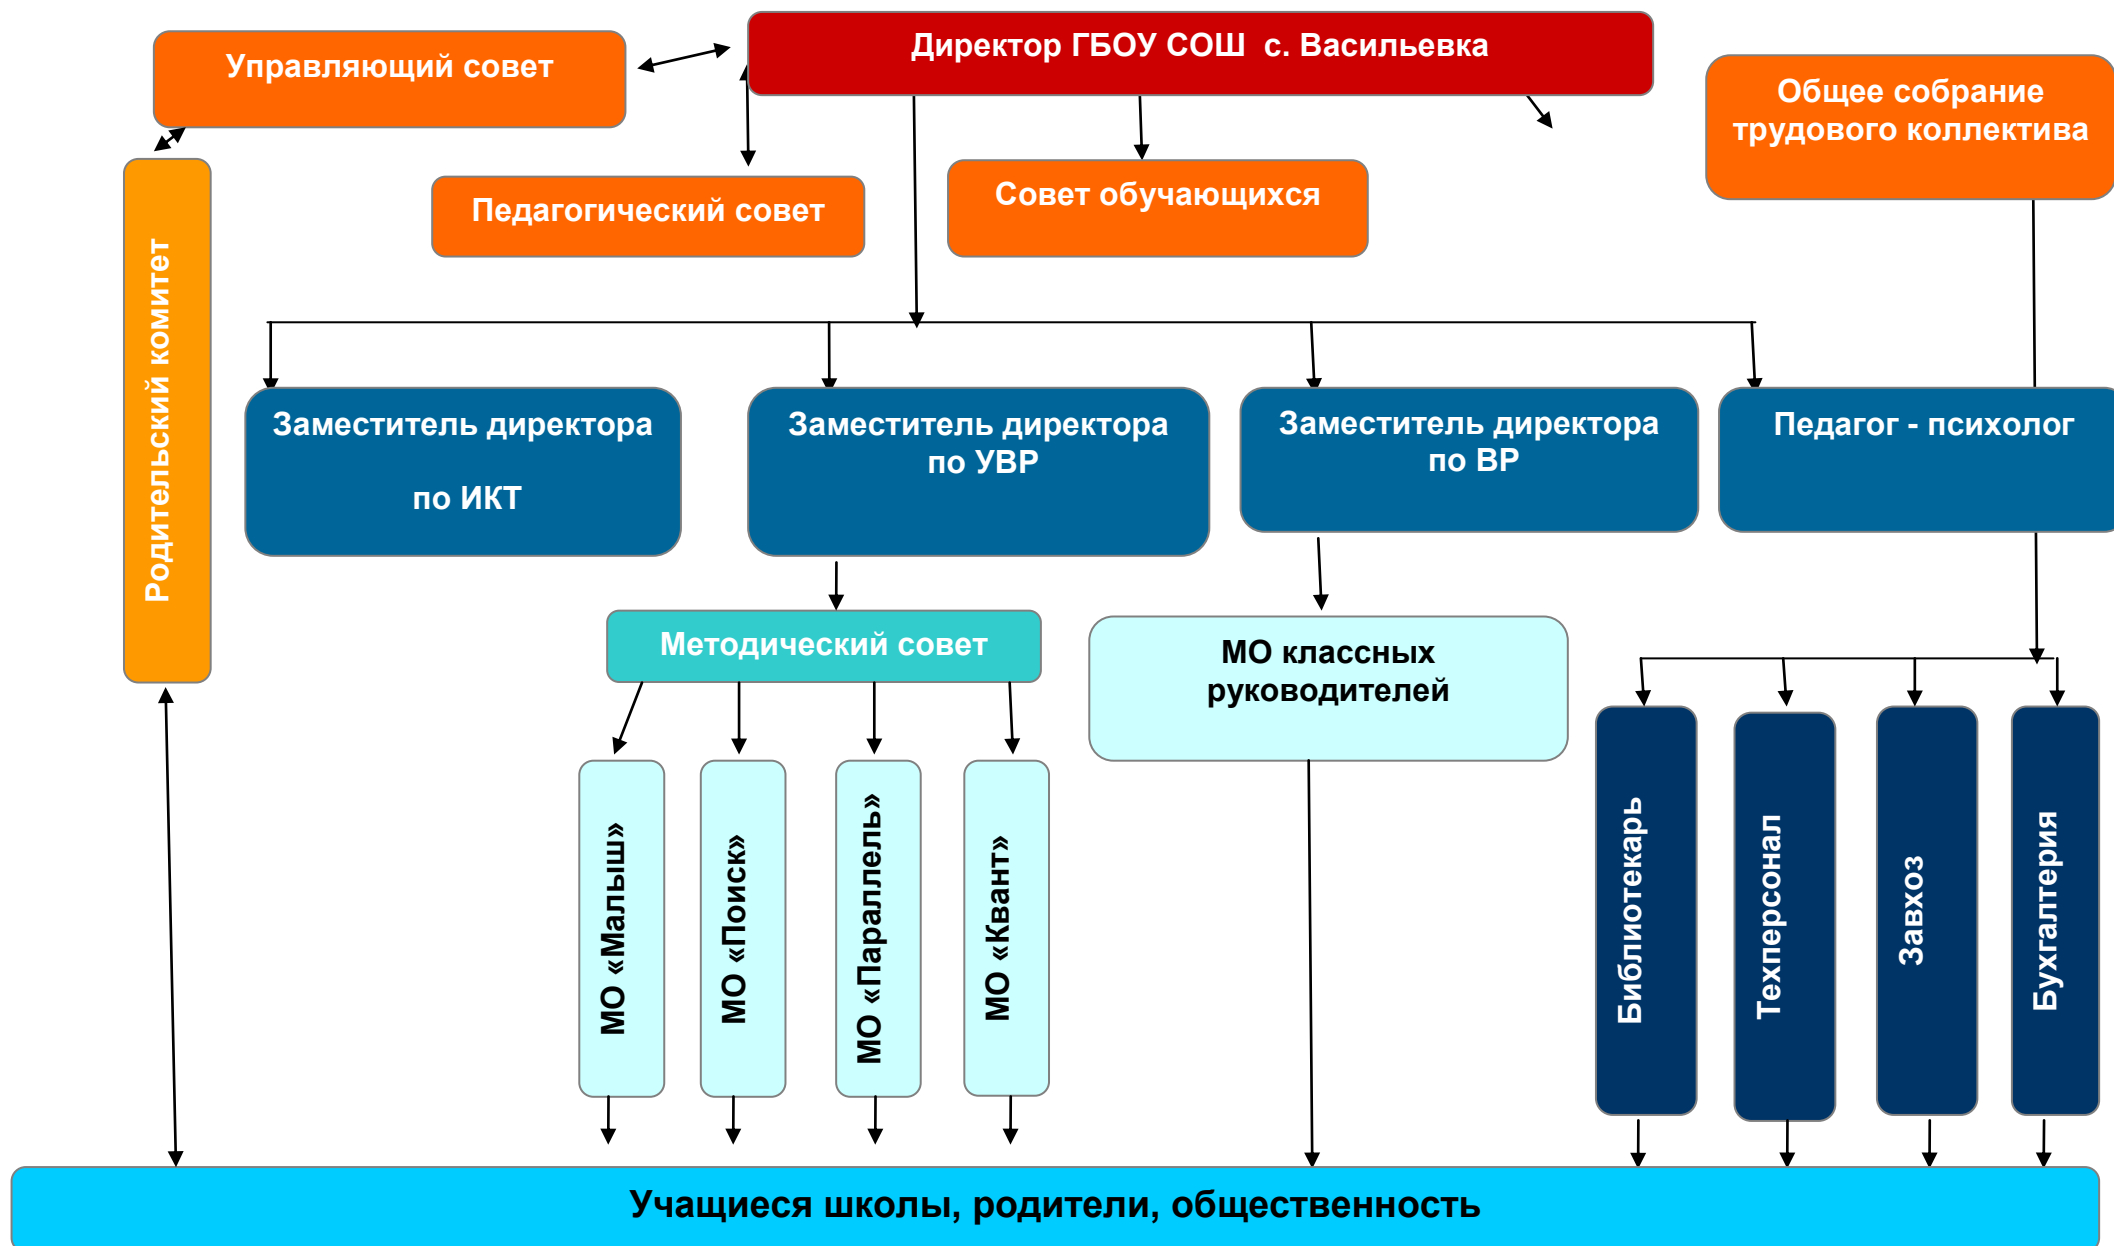 Директор ГБОУ СОШ с. Васильевка
Управляющий совет
Общее собрание
трудового коллектива
Педагогический совет
Совет обучающихся
Родительский комитет
Заместитель директора
по ИКТ
Заместитель директора
по УВР
Заместитель директора
по ВР
Педагог - психолог
Методический совет
МО классных
руководителей
МО «Малыш»
МО «Поиск»
МО «Параллель»
МО «Квант»
Библиотекарь
Техперсонал
Завхоз
Бухгалтерия
Учащиеся школы, родители, общественность